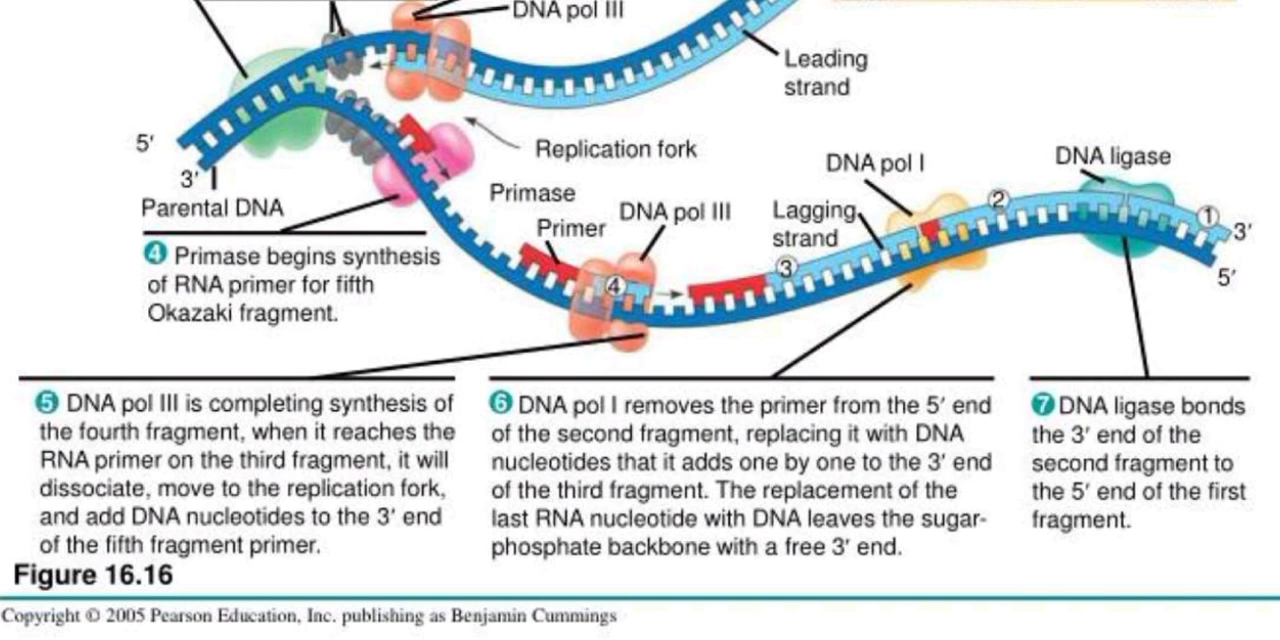 DNA pol III
Leading
strand
5′
Replication fork
3′
Parental DNA
Primase
Primer
DNA pol III
Lagging
strand
DNA pol I
DNA ligase
1
2
3
4
3′
5′
4 Primase begins synthesis
of RNA primer for fifth
Okazaki fragment.
5 DNA pol III is completing synthesis of
the fourth fragment, when it reaches the
RNA primer on the third fragment, it will
dissociate, move to the replication fork,
and add DNA nucleotides to the 3′ end
of the fifth fragment primer.
6 DNA pol I removes the primer from the 5′ end
of the second fragment, replacing it with DNA
nucleotides that it adds one by one to the 3′ end
of the third fragment. The replacement of the
last RNA nucleotide with DNA leaves the sugar-
phosphate backbone with a free 3′ end.
7 DNA ligase bonds
the 3′ end of the
second fragment to
the 5′ end of the first
fragment.
Figure 16.16
Copyright © 2005 Pearson Education, Inc. publishing as Benjamin Cummings